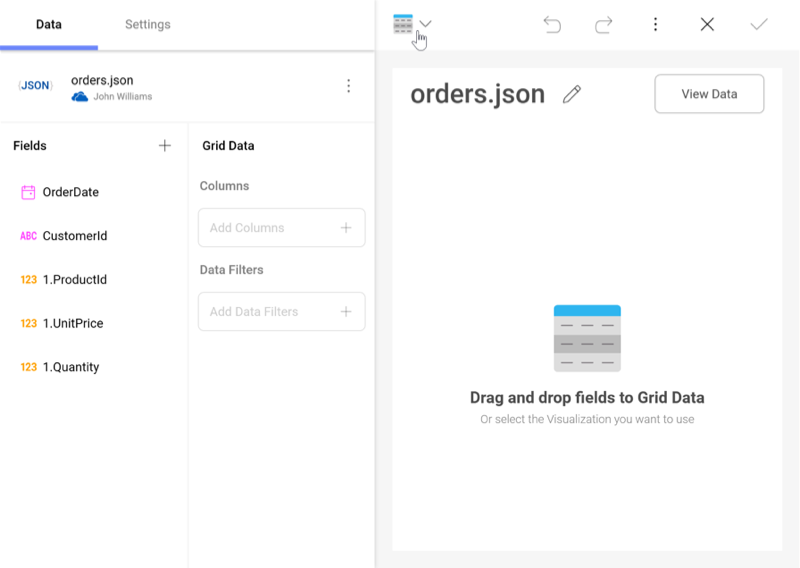 Data
Settings
{JSON}
orders.json
John Williams
Fields
Grid Data
OrderDate
ABC CustomerId
123 1.ProductId
123 1.UnitPrice
123 1.Quantity
Columns
Add Columns
Data Filters
Add Data Filters
orders.json
View Data
Drag and drop fields to Grid Data
Or select the Visualization you want to use